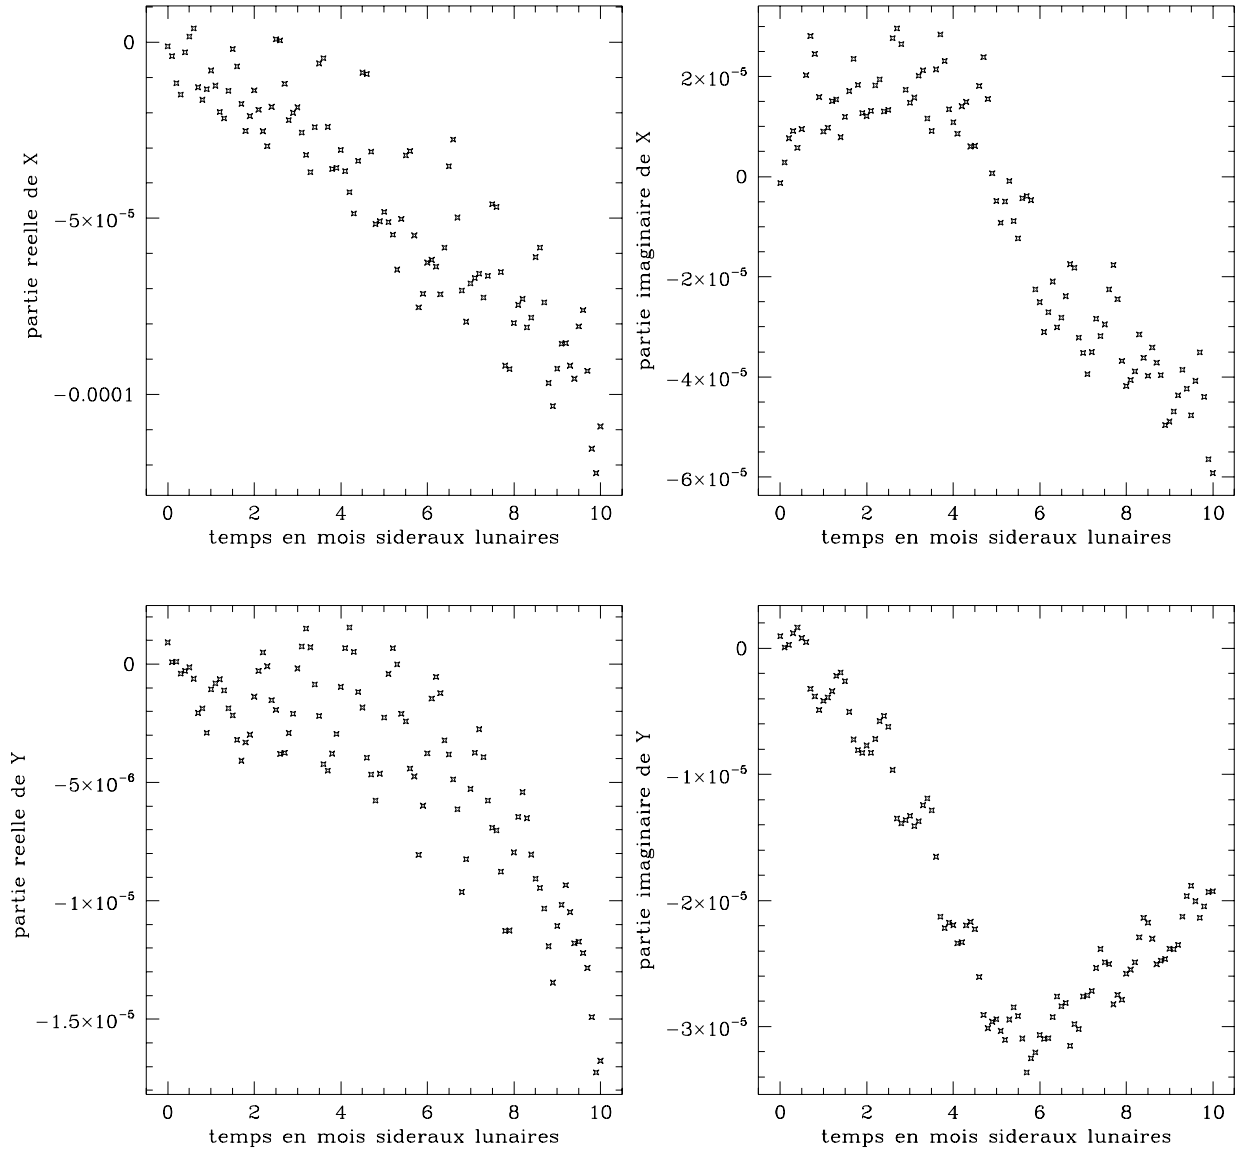 partie reelle de X
0
−5×10⁻⁵
−0.0001
0 2 4 6 8 10
temps en mois sideraux lunaires
partie imaginaire de X
2×10⁻⁵
0
−2×10⁻⁵
−4×10⁻⁵
−6×10⁻⁵
0 2 4 6 8 10
temps en mois sideraux lunaires
partie reelle de Y
0
−5×10⁻⁶
−1×10⁻⁵
−1.5×10⁻⁵
0 2 4 6 8 10
temps en mois sideraux lunaires
partie imaginaire de Y
0
−1×10⁻⁵
−2×10⁻⁵
−3×10⁻⁵
0 2 4 6 8 10
temps en mois sideraux lunaires